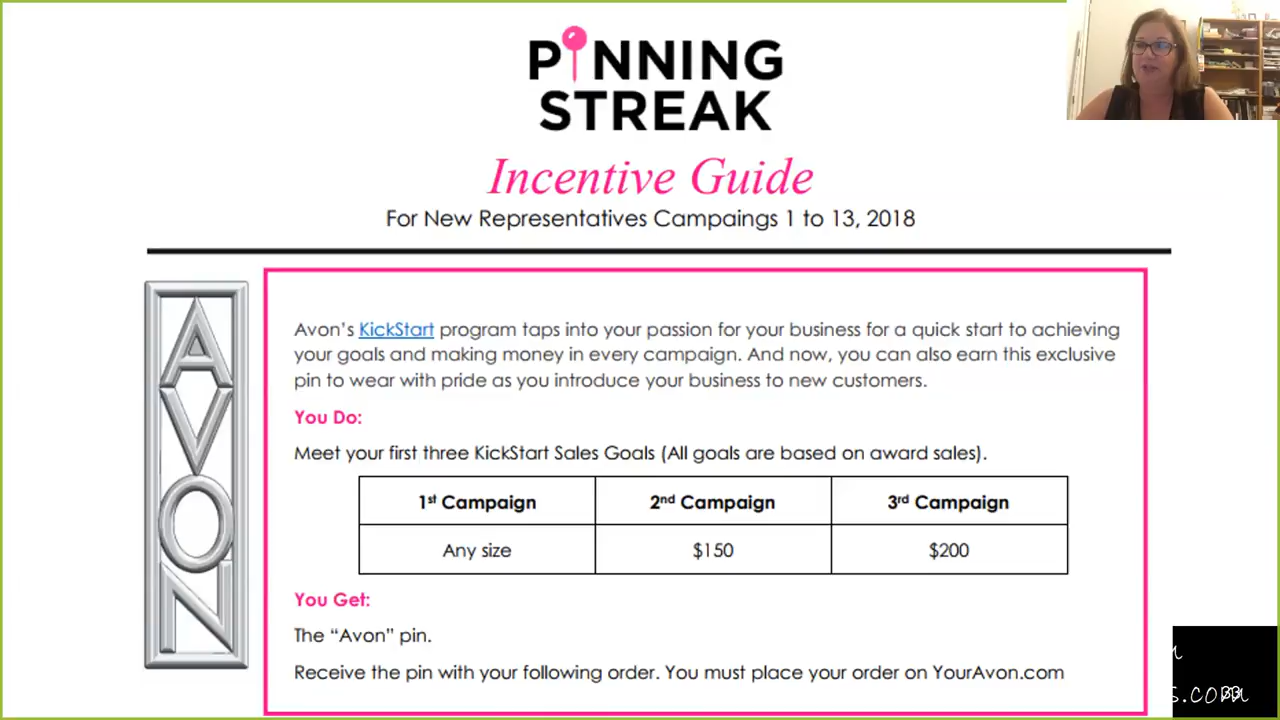 PINNING
STREAK
Incentive Guide
For New Representatives Campaings 1 to 13, 2018
AVON
Avon's KickStart program taps into your passion for your business for a quick start to achieving
your goals and making money in every campaign. And now, you can also earn this exclusive
pin to wear with pride as you introduce your business to new customers.
You Do:
Meet your first three KickStart Sales Goals (All goals are based on award sales).
1st Campaign 2nd Campaign 3rd Campaign
Any size $150 $200
You Get:
The “Avon” pin.
Receive the pin with your following order. You must place your order on YourAvon.com
33